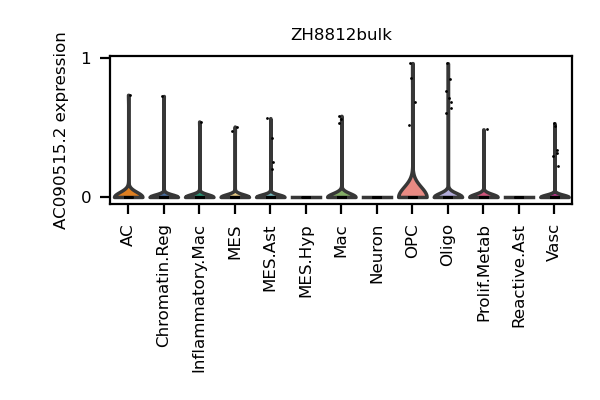 ZH8812bulk
AC090515.2 expression
1
0
AC
Chromatin.Reg
Inflammatory.Mac
MES
MES.Ast
MES.Hyp
Mac
Neuron
OPC
Oligo
Prolif.Metab
Reactive.Ast
Vasc